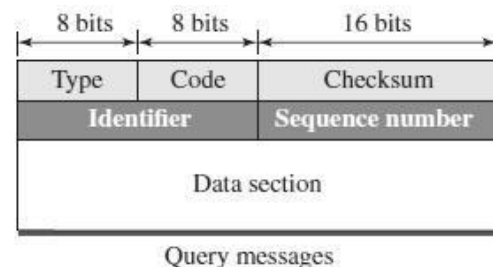 8 bits 8 bits 16 bits
Type Code Checksum
Identifier Sequence number
Data section
Query messages